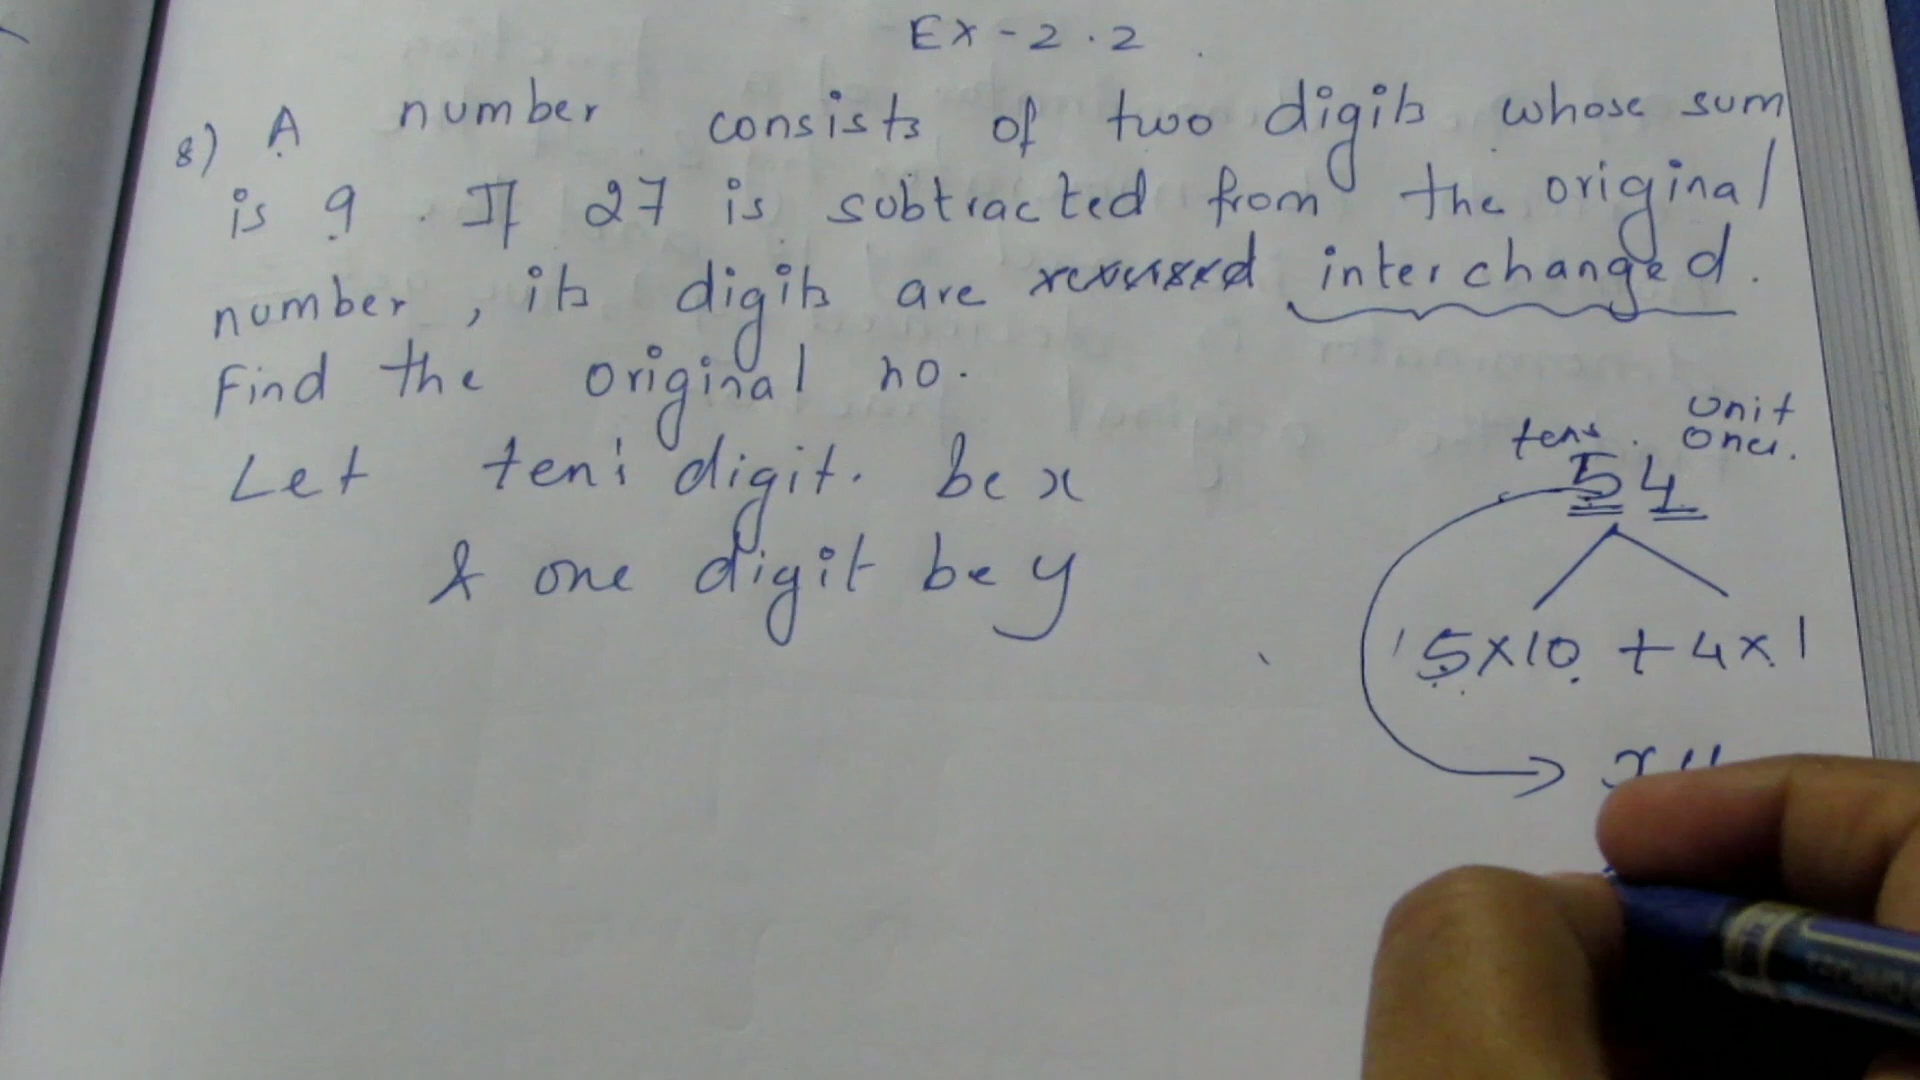 Ex - 2.2
8) A number consists of two digits whose sum
is 9. If 27 is subtracted from the original
number, its digits are reversed interchanged.
Find the original no.
Let ten's digit. be x
& one digit be y
Unit
tens. ones.
54
5×10 + 4×1
xy